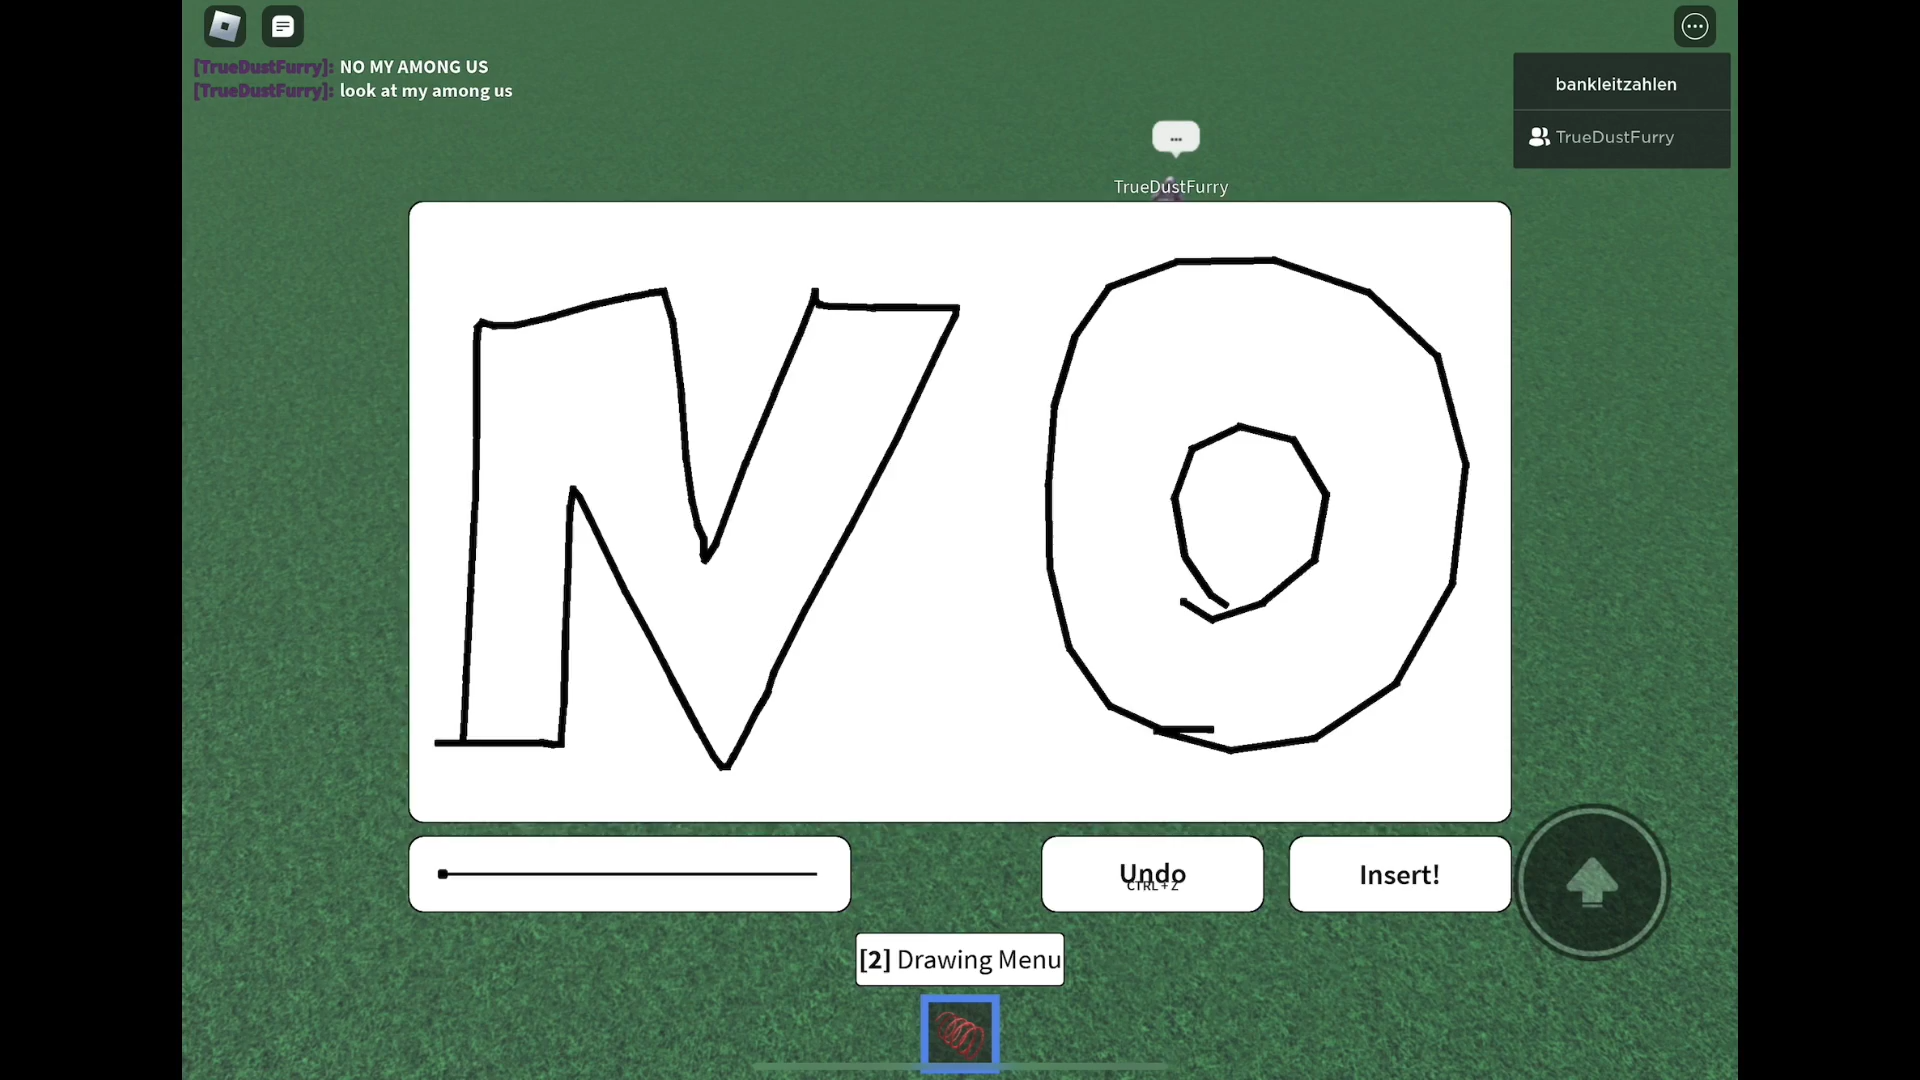 [TrueDustFurry]: NO MY AMONG US
[TrueDustFurry]: look at my among us
bankleitzahlen
TrueDustFurry
...
TrueDustFurry
NO
Undo
CTRL+Z
Insert!
[2] Drawing Menu